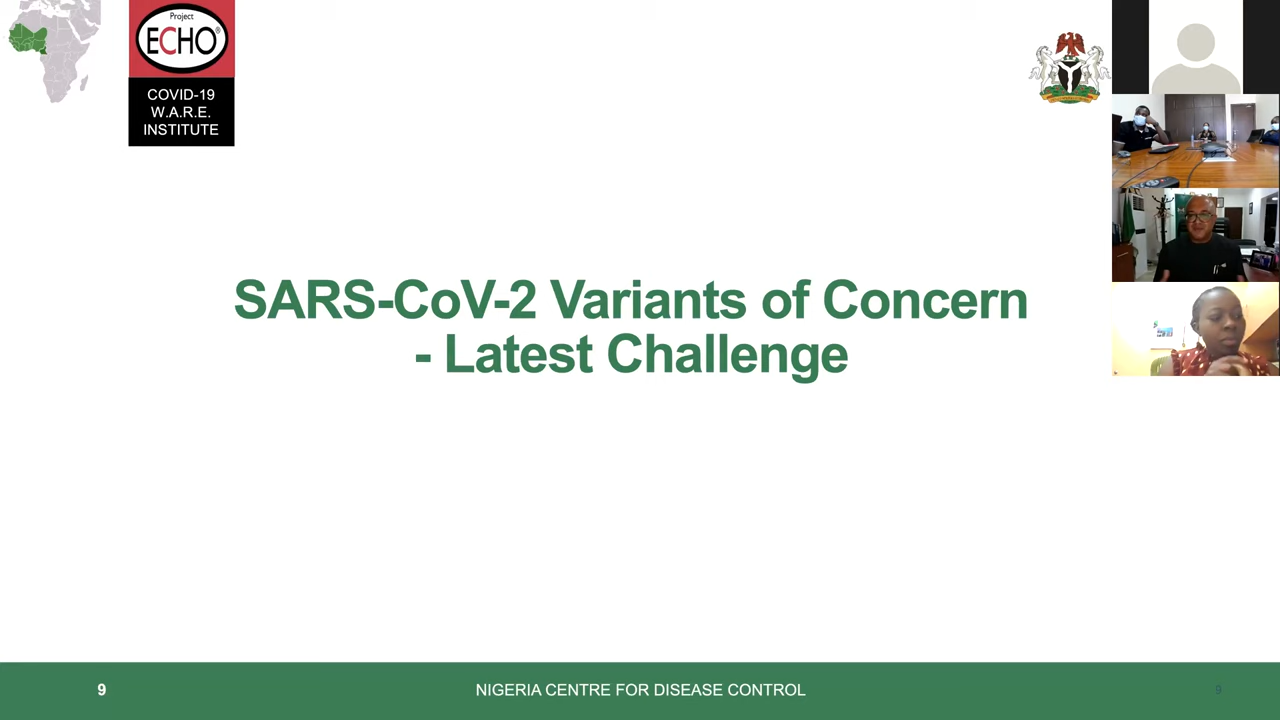 Project
ECHO®
COVID-19
W.A.R.E.
INSTITUTE
SARS-CoV-2 Variants of Concern
- Latest Challenge
9
NIGERIA CENTRE FOR DISEASE CONTROL
9